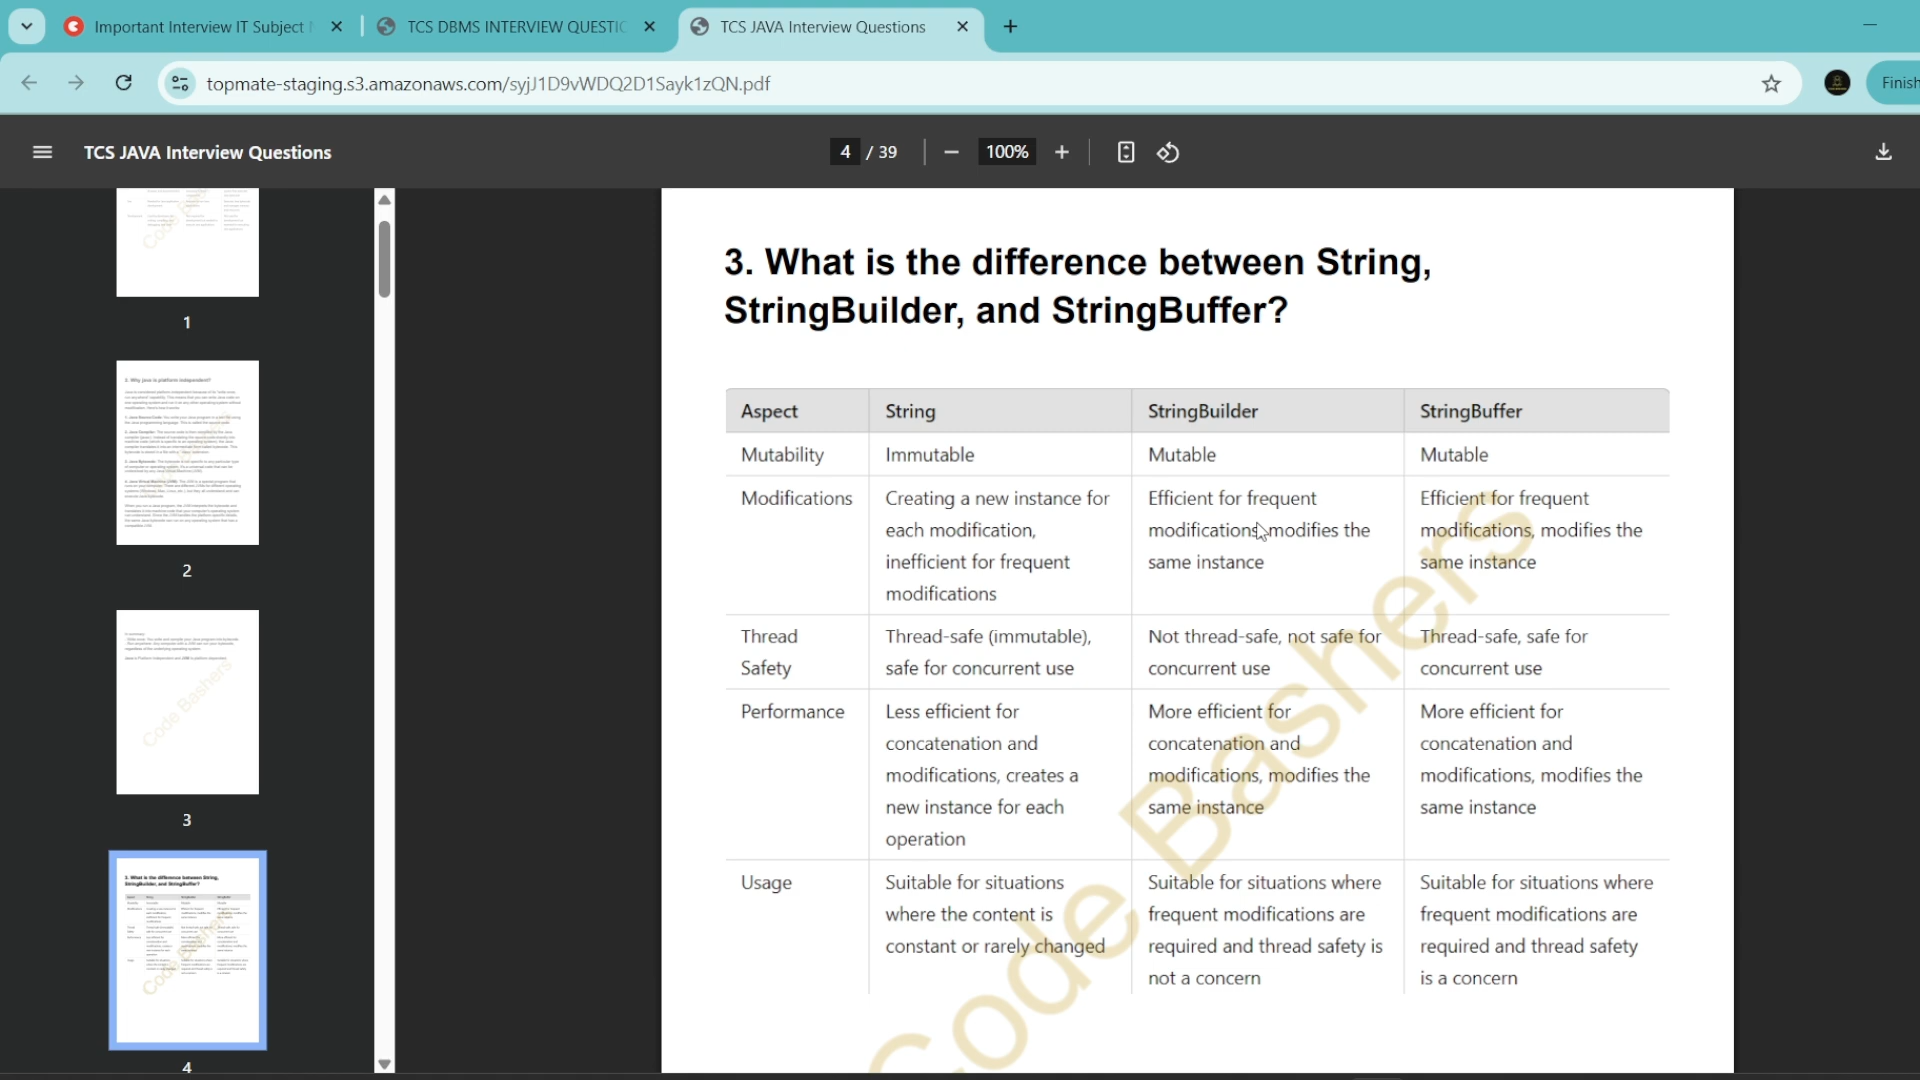 Important Interview IT Subject
TCS DBMS INTERVIEW QUESTIC
TCS JAVA Interview Questions
topmate-staging.s3.amazonaws.com/syjJ1D9vWDQ2D1Sayk1zQN.pdf
Finish
TCS JAVA Interview Questions
4 / 39
100%
1
2
3
4
3. What is the difference between String,
StringBuilder, and StringBuffer?
Aspect String StringBuilder StringBuffer
Mutability Immutable Mutable Mutable
Modifications Creating a new instance for Efficient for frequent Efficient for frequent
each modification, modifications, modifies the modifications, modifies the
inefficient for frequent same instance same instance
modifications
Thread Thread-safe (immutable), Not thread-safe, not safe for Thread-safe, safe for
Safety safe for concurrent use concurrent use concurrent use
Performance Less efficient for More efficient for More efficient for
concatenation and concatenation and concatenation and
modifications, creates a modifications, modifies the modifications, modifies the
new instance for each same instance same instance
operation
Usage Suitable for situations Suitable for situations where Suitable for situations where
where the content is frequent modifications are frequent modifications are
constant or rarely changed required and thread safety is required and thread safety
not a concern is a concern
Code Bashers